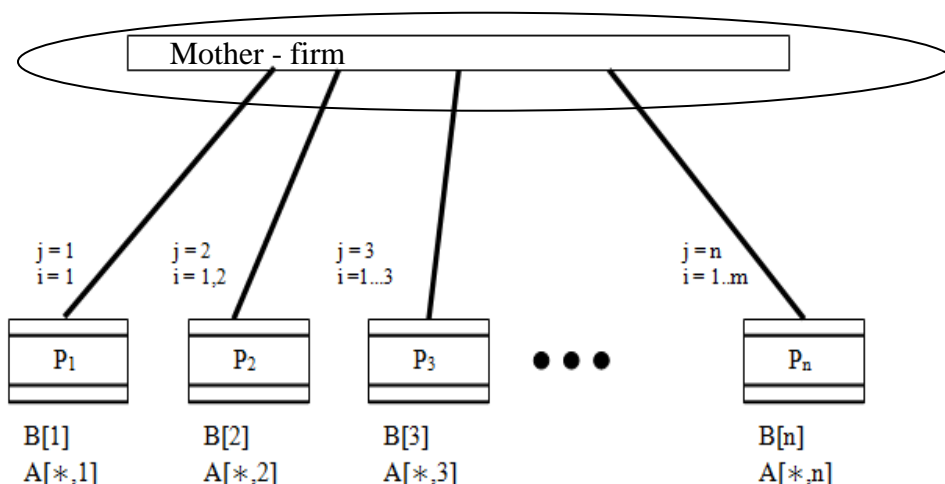 Mother - firm
j = 1
i = 1
j = 2
i = 1,2
j = 3
i =1...3
j = n
i = 1..m
P₁
P₂
P₃
Pₙ
B[1]
A[*,1]
B[2]
A[*,2]
B[3]
A[*,3]
B[n]
A[*,n]